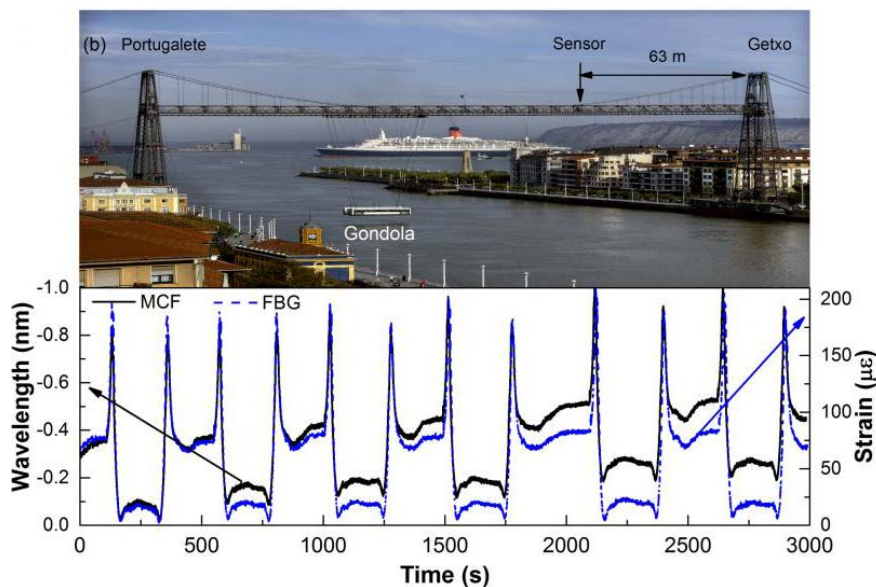 (b) Portugalete
Sensor
Getxo
63 m
Gondola
MCF
FBG
Wavelength (nm)
-1.0
-0.8
-0.6
-0.4
-0.2
0.0
Strain (με)
200
150
100
50
0
0 500 1000 1500 2000 2500 3000
Time (s)